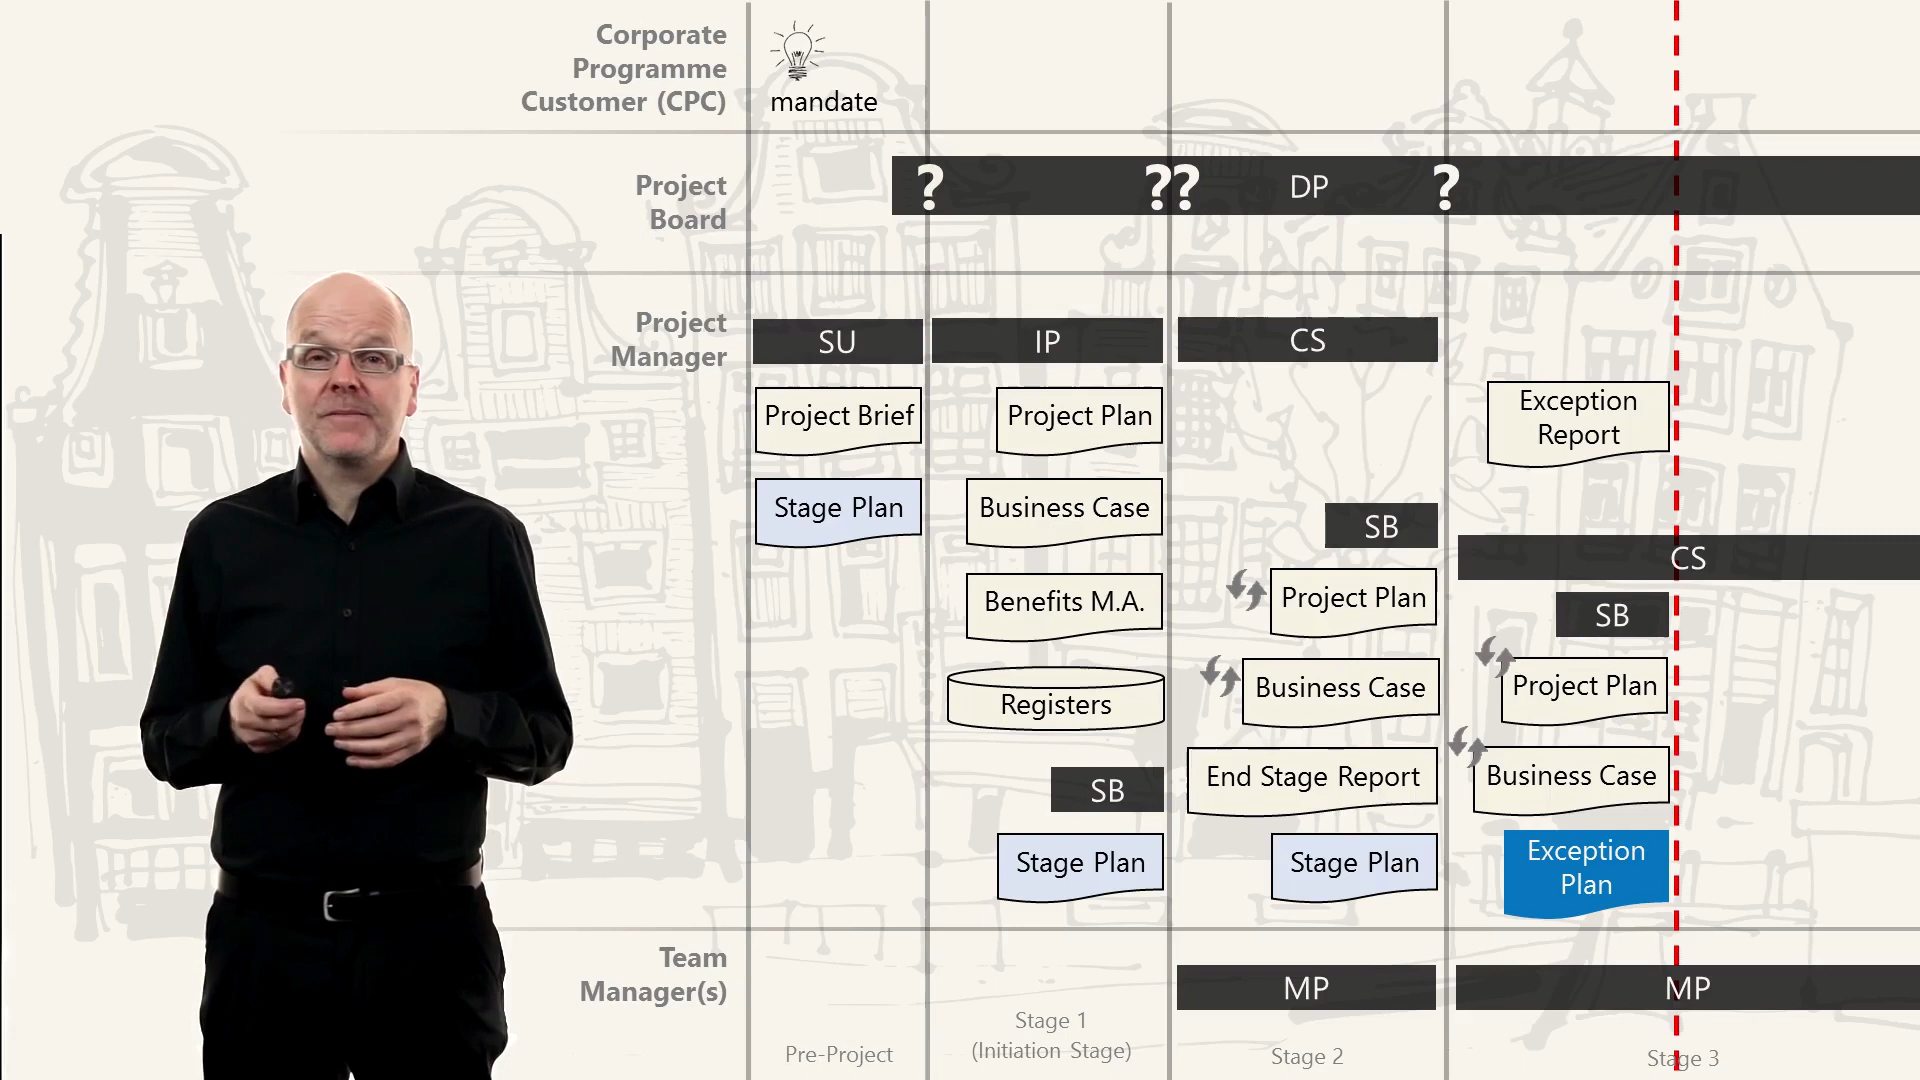 Corporate
Programme
Customer (CPC)
mandate
Project
Board
? ?? DP ?
Project
Manager
SU
IP
CS
Project Brief
Project Plan
Exception
Report
Stage Plan
Business Case
SB
CS
Benefits M.A.
Project Plan
SB
Registers
Business Case
Project Plan
SB
End Stage Report
Business Case
Stage Plan
Stage Plan
Exception
Plan
Team
Manager(s)
MP
MP
Pre-Project
Stage 1
(Initiation Stage)
Stage 2
Stage 3